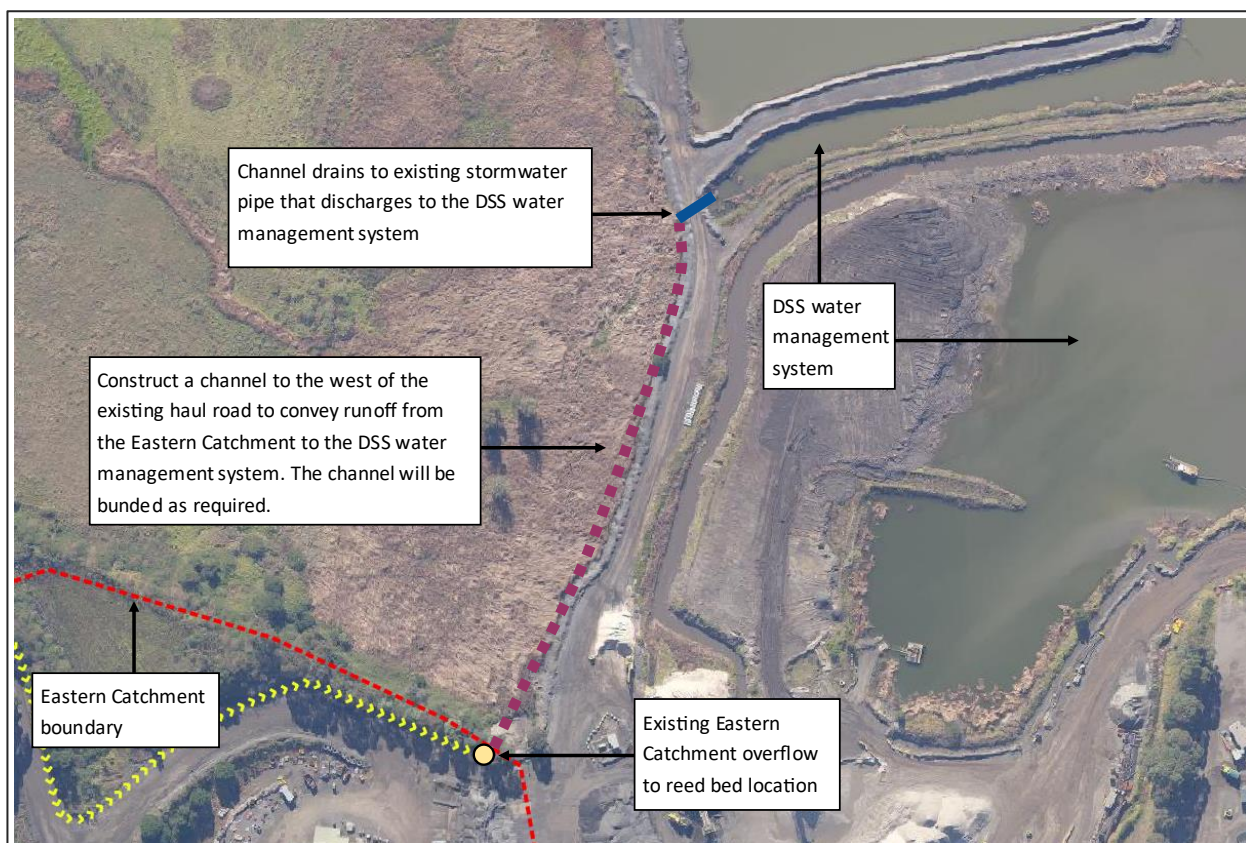 Channel drains to existing stormwater
pipe that discharges to the DSS water
management system
DSS water
management
system
Construct a channel to the west of the
existing haul road to convey runoff from
the Eastern Catchment to the DSS water
management system. The channel will be
bunded as required.
Eastern Catchment
boundary
Existing Eastern
Catchment overflow
to reed bed location